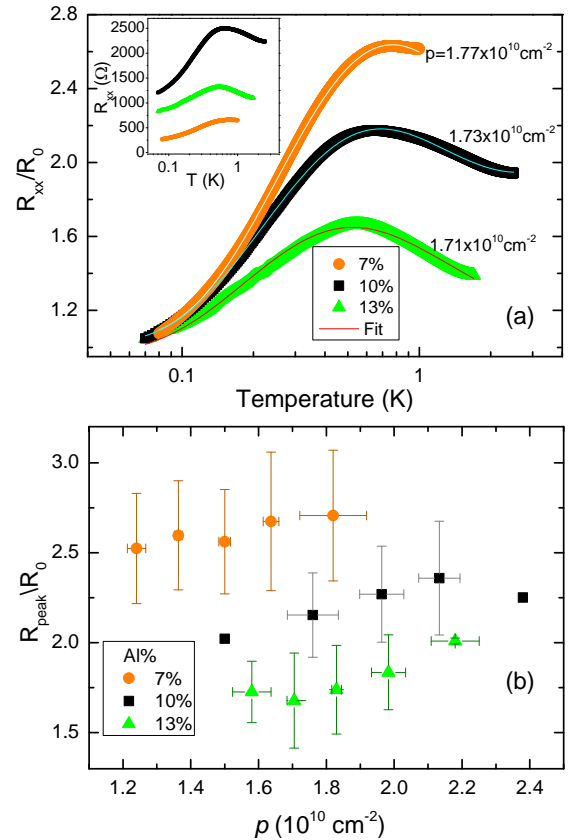 2500
2000
1500
1000
500
0
R_xx (Ω)
0.1
1
T (K)
2.8
2.4
2.0
1.6
1.2
R_xx/R_0
p=1.77x10^10cm^-2
1.73x10^10cm^-2
1.71x10^10cm^-2
7%
10%
13%
Fit
(a)
0.1
1
Temperature (K)
3.0
2.5
2.0
1.5
R_peak\R_0
Al%
7%
10%
13%
(b)
1.2
1.4
1.6
1.8
2.0
2.2
2.4
p (10^10 cm^-2)